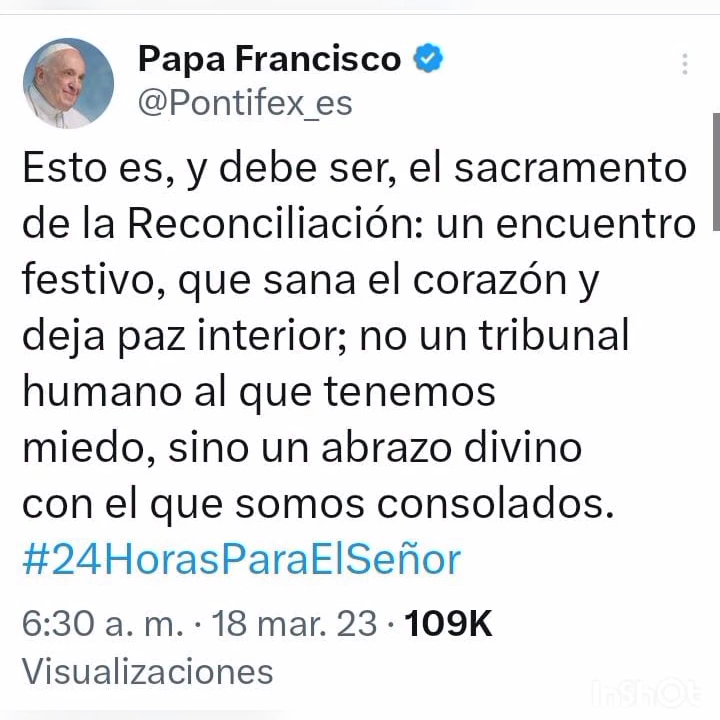 Papa Francisco
@Pontifex_es
Esto es, y debe ser, el sacramento
de la Reconciliación: un encuentro
festivo, que sana el corazón y
deja paz interior; no un tribunal
humano al que tenemos
miedo, sino un abrazo divino
con el que somos consolados.
#24HorasParaElSeñor
6:30 a. m. · 18 mar. 23 · 109K
Visualizaciones
InShOt